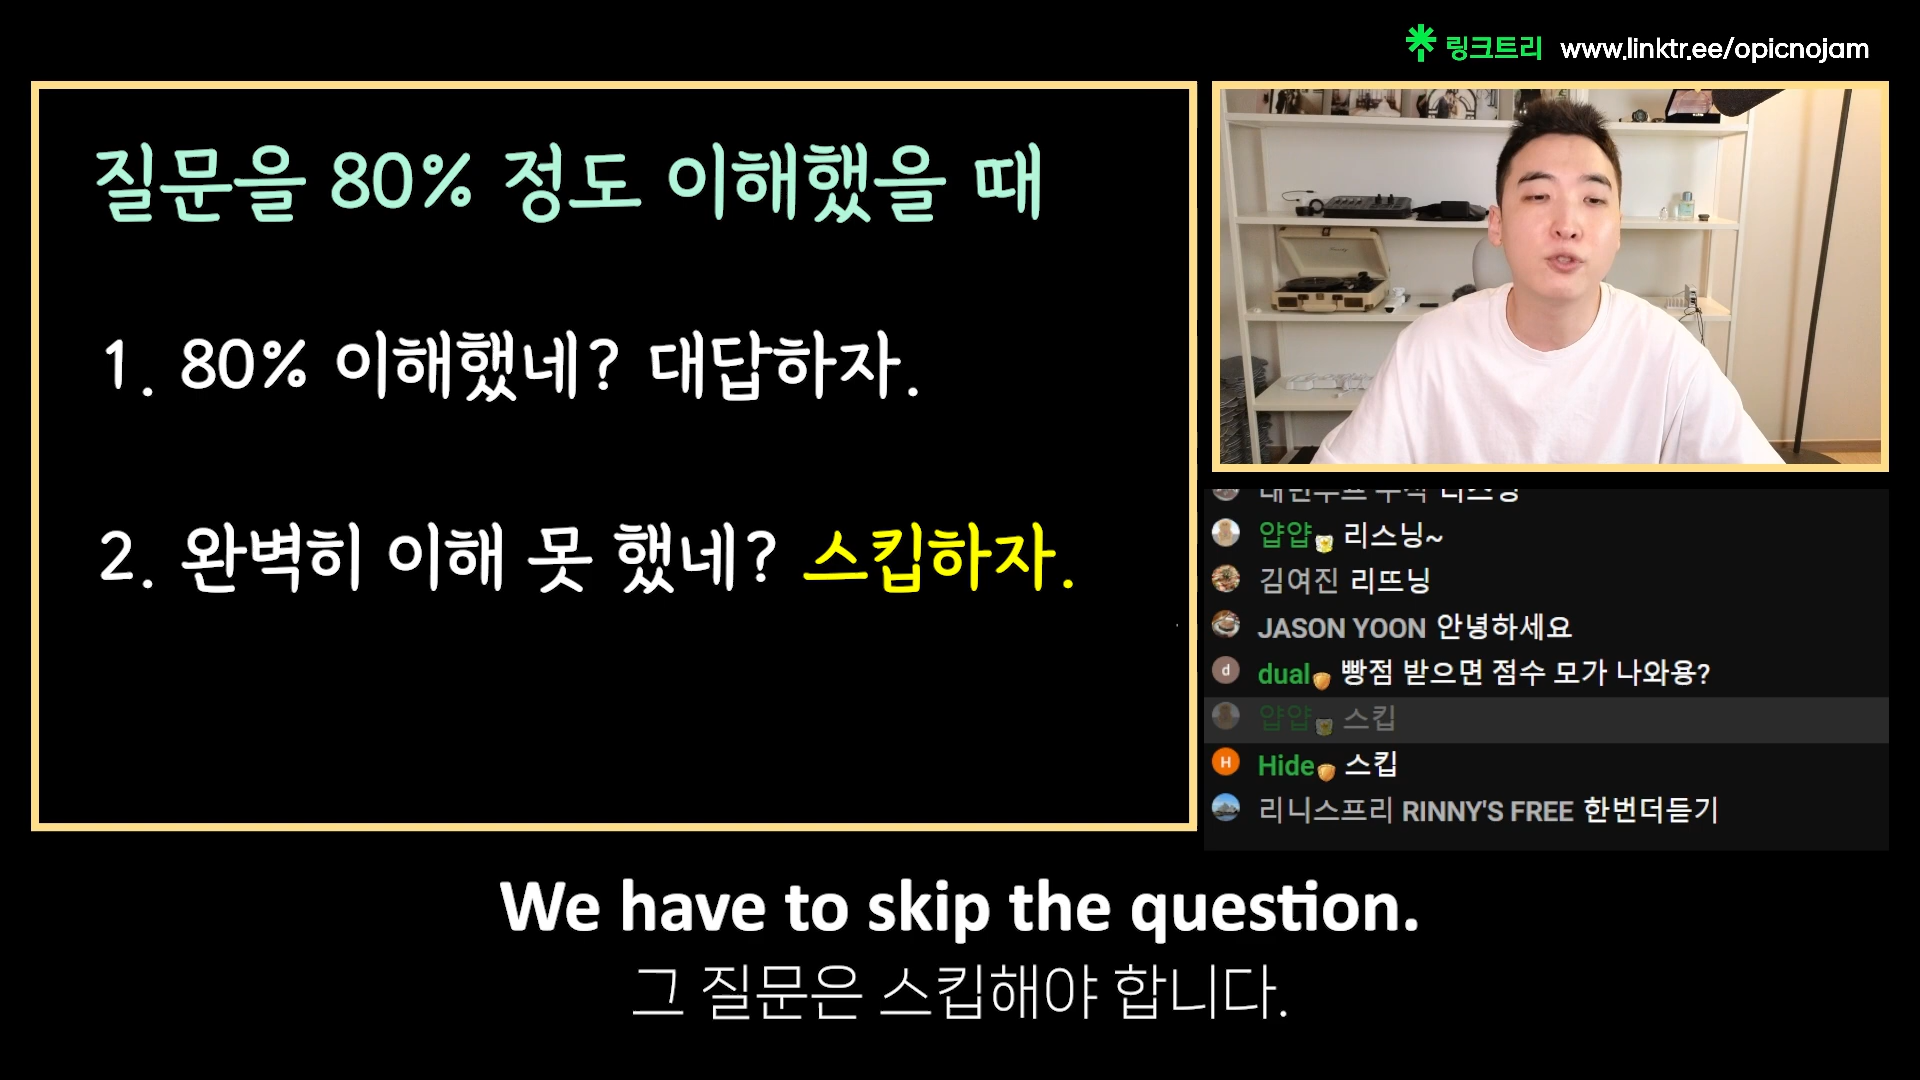 링크트리 www.linktr.ee/opicnojam
질문을 80% 정도 이해했을 때
1. 80% 이해했네? 대답하자.
2. 완벽히 이해 못 했네? 스킵하자.
얍얍 리스닝~
김여진 리뜨닝
JASON YOON 안녕하세요
d dual 빵점 받으면 점수 모가 나와용?
얍얍 스킵
H Hide 스킵
리니스프리 RINNY'S FREE 한번더듣기
We have to skip the question.
그 질문은 스킵해야 합니다.